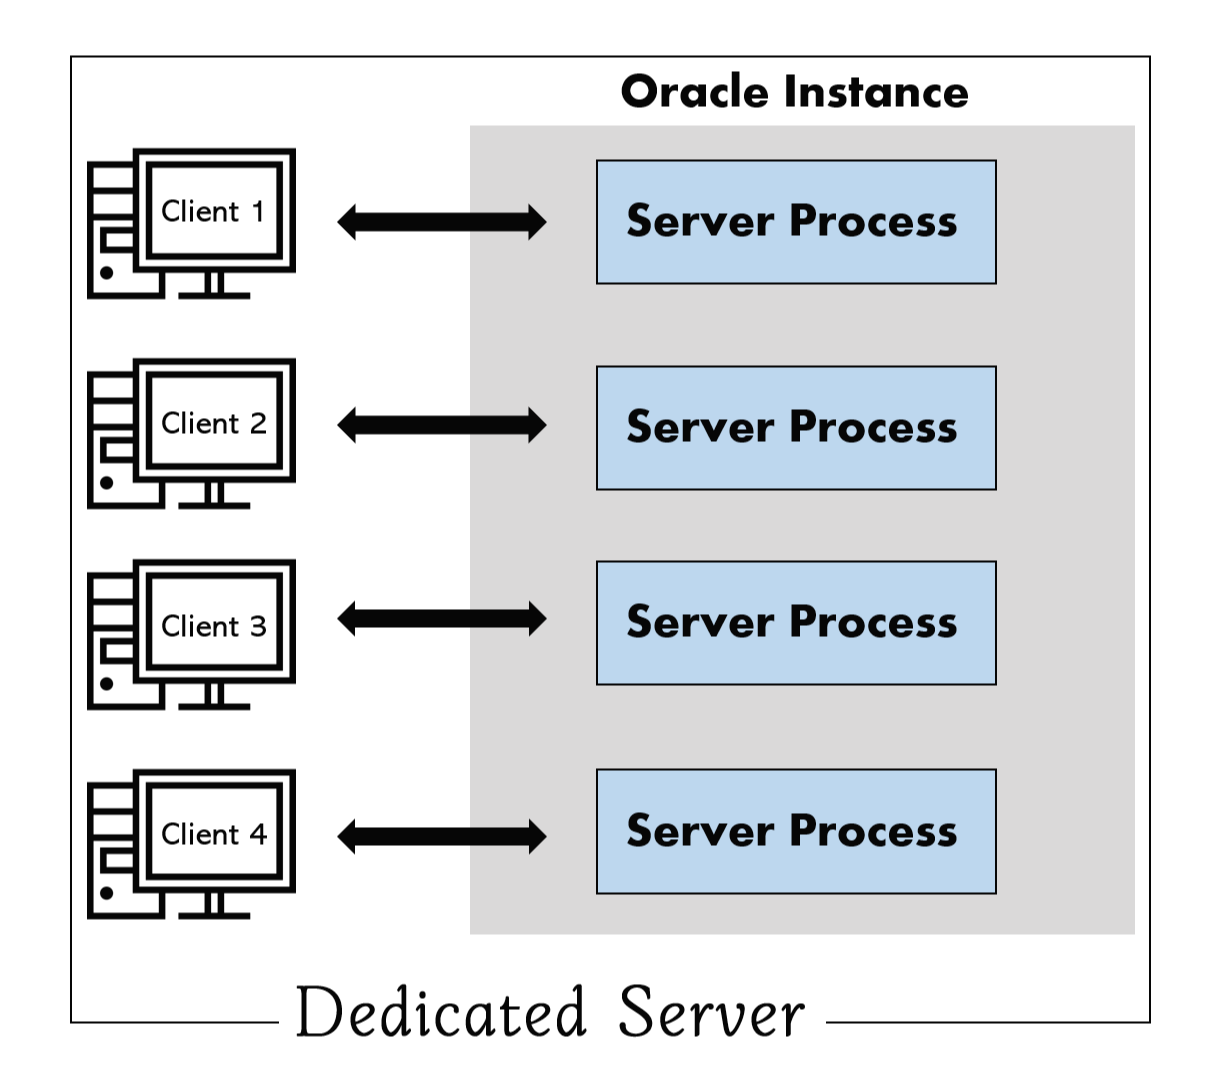 Oracle Instance
Client 1
Server Process
Client 2
Server Process
Client 3
Server Process
Client 4
Server Process
Dedicated Server